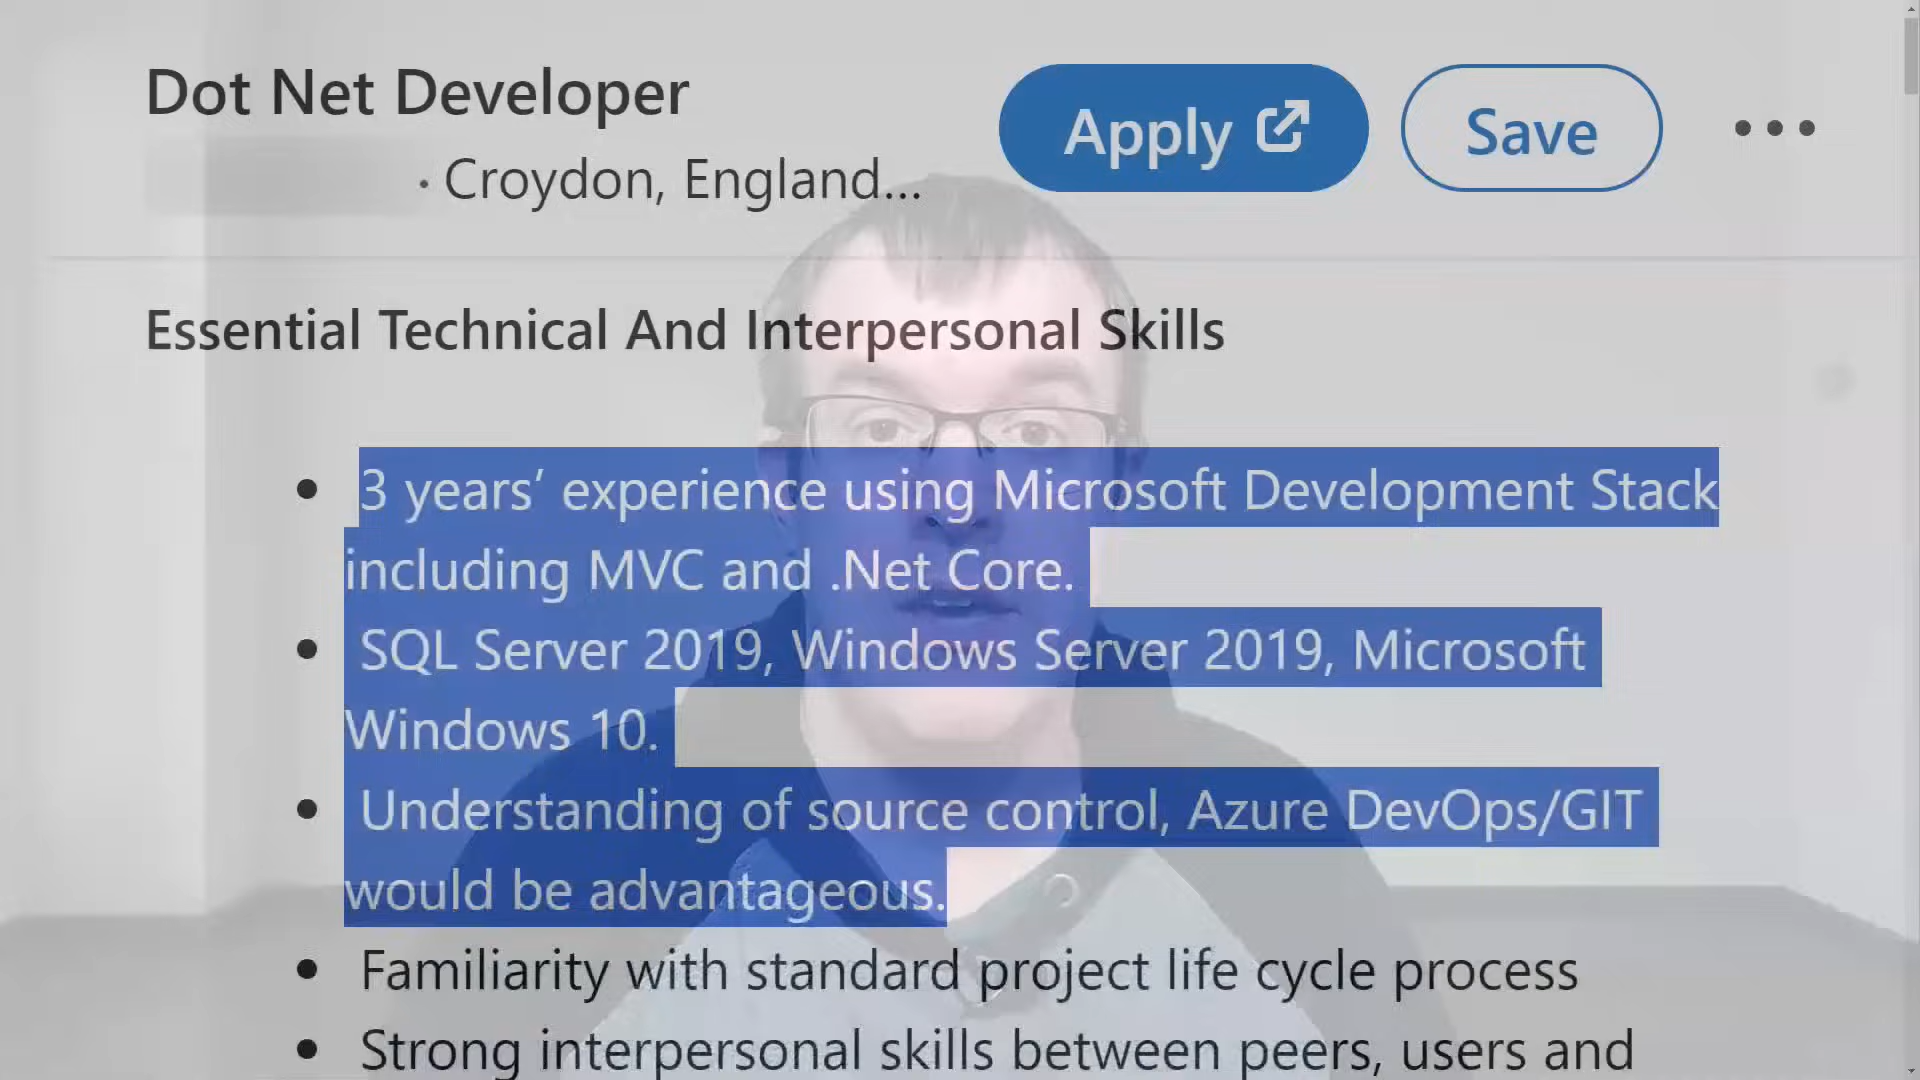 Dot Net Developer
Apply
Save
· Croydon, England...
Essential Technical And Interpersonal Skills
• 3 years’ experience using Microsoft Development Stack
including MVC and .Net Core.
• SQL Server 2019, Windows Server 2019, Microsoft
Windows 10.
• Understanding of source control, Azure DevOps/GIT
would be advantageous.
• Familiarity with standard project life cycle process
• Strong interpersonal skills between peers, users and